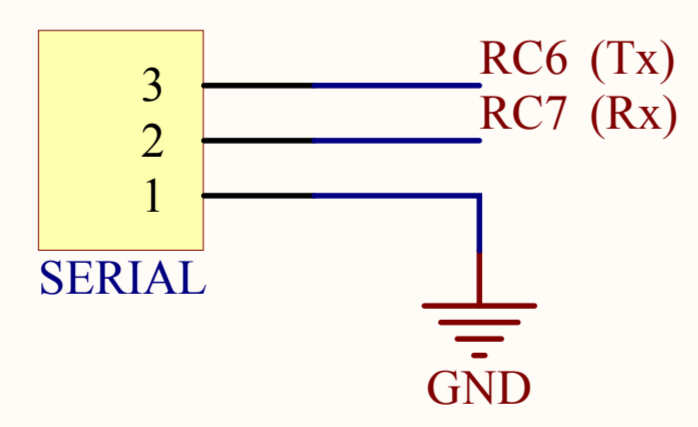 RC6 (Tx)
3
RC7 (Rx)
2
1
SERIAL
GND